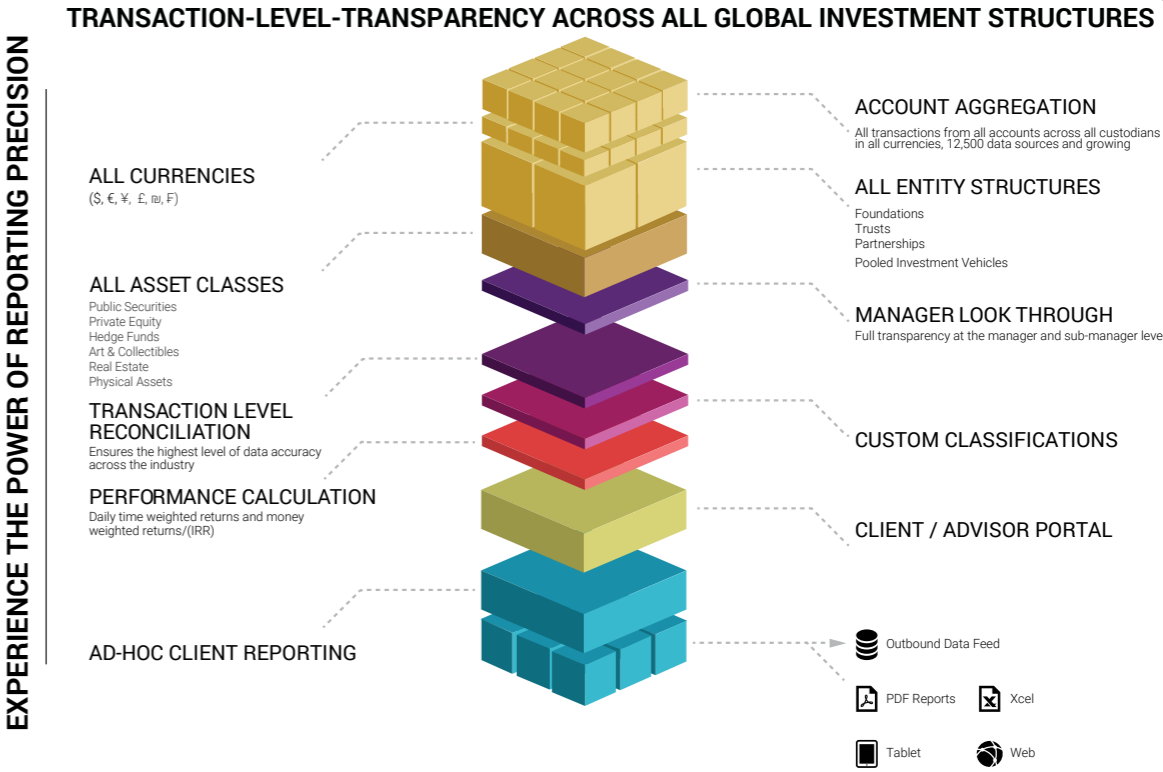 TRANSACTION-LEVEL-TRANSPARENCY ACROSS ALL GLOBAL INVESTMENT STRUCTURES
EXPERIENCE THE POWER OF REPORTING PRECISION
ALL CURRENCIES
($, €, ¥, £, ₪, ₣)
ALL ASSET CLASSES
Public Securities
Private Equity
Hedge Funds
Art & Collectibles
Real Estate
Physical Assets
TRANSACTION LEVEL
RECONCILIATION
Ensures the highest level of data accuracy
across the industry
PERFORMANCE CALCULATION
Daily time weighted returns and money
weighted returns/(IRR)
AD-HOC CLIENT REPORTING
ACCOUNT AGGREGATION
All transactions from all accounts across all custodians
in all currencies, 12,500 data sources and growing
ALL ENTITY STRUCTURES
Foundations
Trusts
Partnerships
Pooled Investment Vehicles
MANAGER LOOK THROUGH
Full transparency at the manager and sub-manager leve
CUSTOM CLASSIFICATIONS
CLIENT / ADVISOR PORTAL
Outbound Data Feed
PDF Reports
Xcel
Tablet
Web